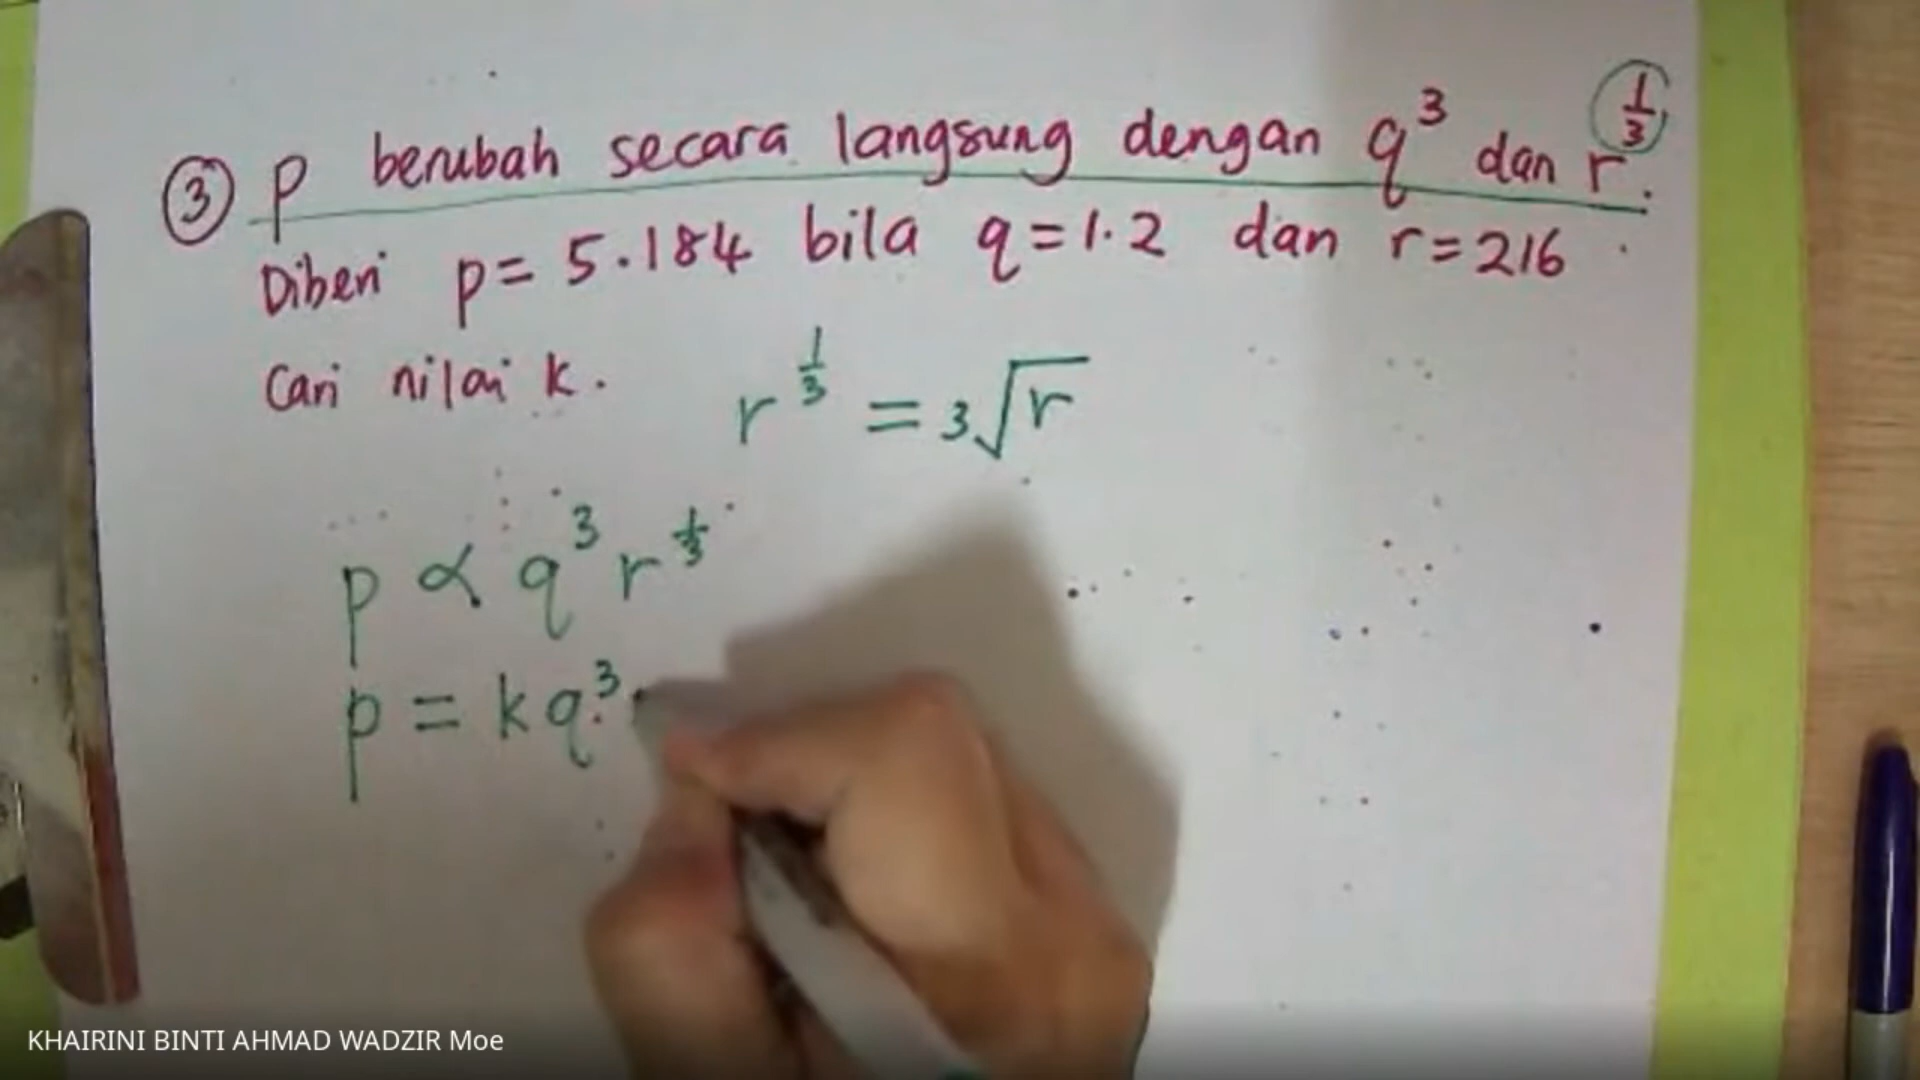 ③ p berubah secara langsung dengan q³ dan r^⅓.
Diberi p = 5.184 bila q = 1.2 dan r = 216
Cari nilai k.
r^⅓ = ³√r
p ∝ q³ r^⅓
p = kq³
KHAIRINI BINTI AHMAD WADZIR Moe